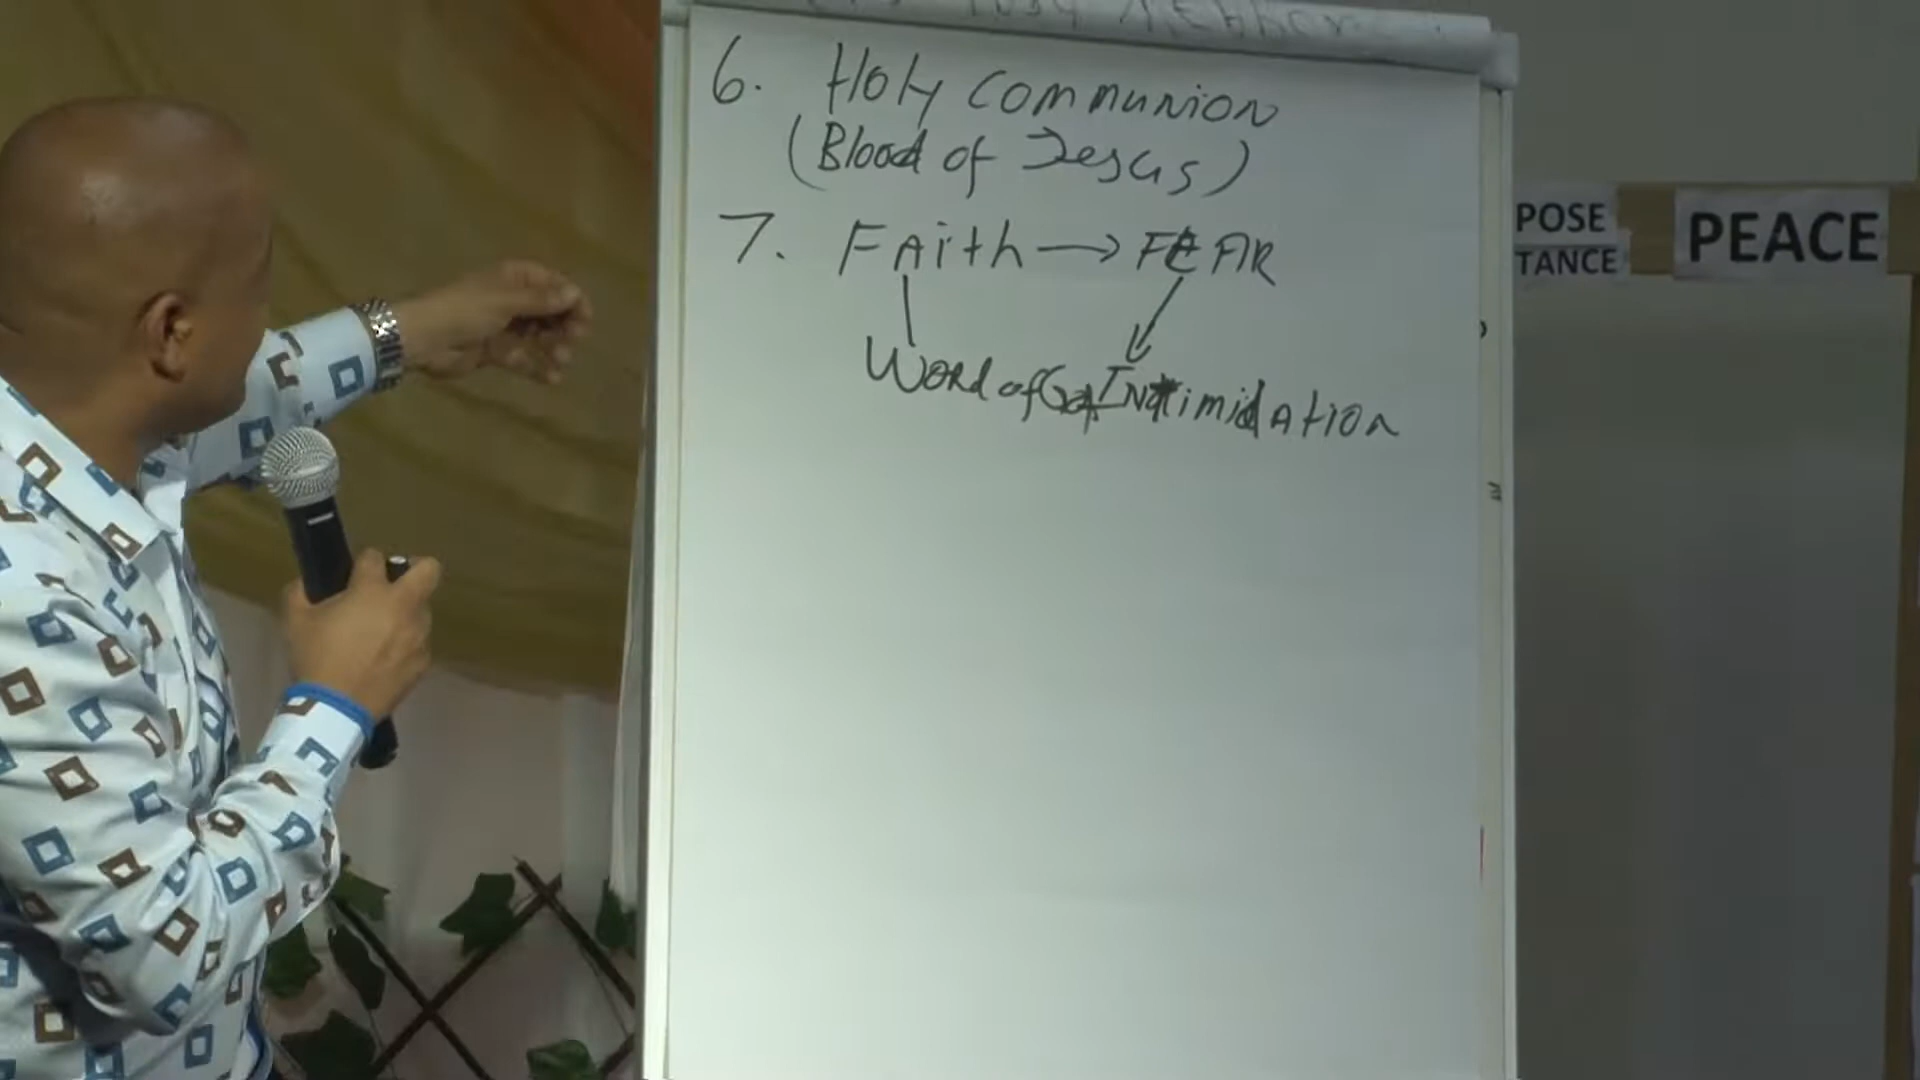 6. Holy Communion
(Blood of Jesus)
7. FAith → FEAR
Word of God Intimidation
POSE
TANCE
PEACE